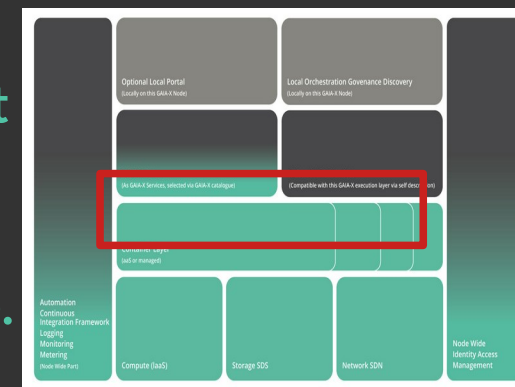 t
Optional Local Portal
(Locally on this GAIA-X Node)
Local Orchestration Govenance Discovery
(Locally on this GAIA-X Node)
(As GAIA-X Services, selected via GAIA-X catalogue)
(Compatible with this GAIA-X execution layer via self description)
Container Layer
(aaS or managed)
Automation
Continuous
Integration Framework
Logging
Monitoring
Metering
(Node Wide Part)
Compute (IaaS)
Storage SDS
Network SDN
Node Wide
Identity Access
Management
.